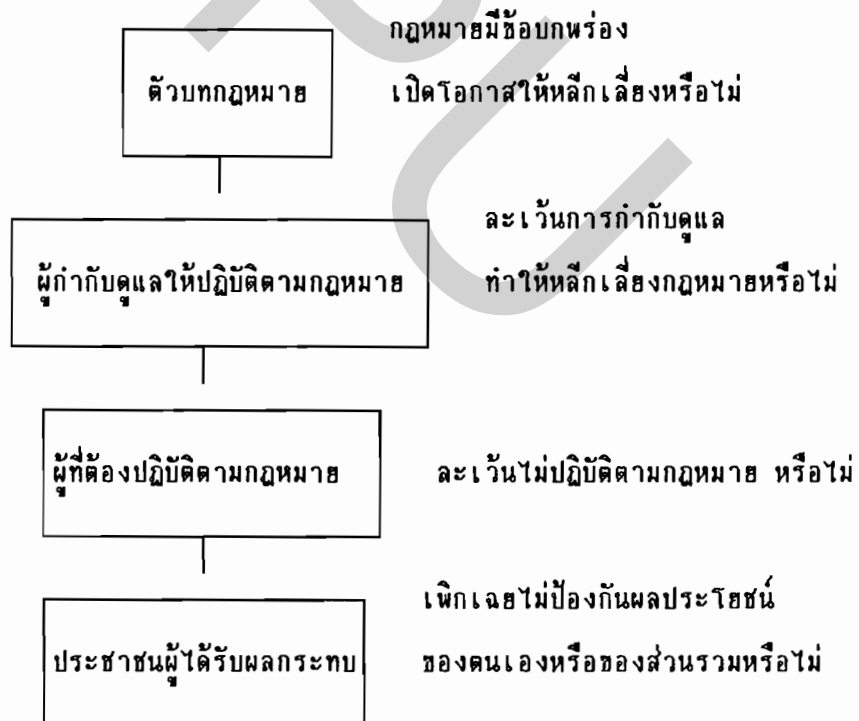 กฎหมายมีข้อบกพร่อง
ตัวบทกฎหมาย เปิดโอกาสให้หลีกเลี่ยงหรือไม่
ละเว้นการกำกับดูแล
ผู้กำกับดูแลให้ปฏิบัติตามกฎหมาย ทำให้หลีกเลี่ยงกฎหมายหรือไม่
ผู้ที่ต้องปฏิบัติตามกฎหมาย ละเว้นไม่ปฏิบัติตามกฎหมาย หรือไม่
เพิกเฉยไม่ป้องกันผลประโยชน์
ประชาชนผู้ได้รับผลกระทบ ของตนเองหรือของส่วนรวมหรือไม่